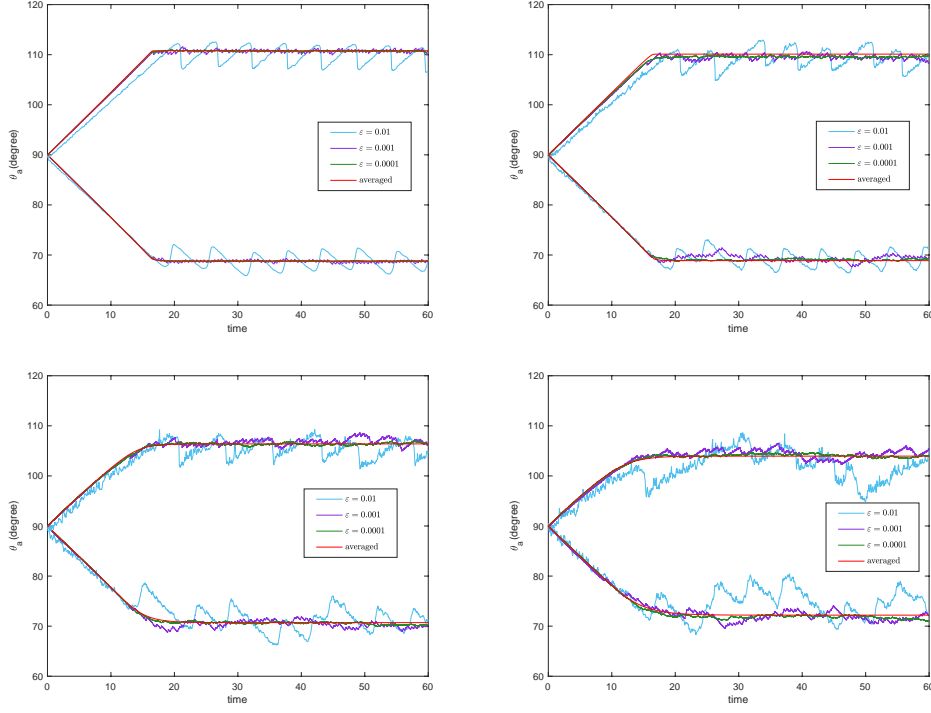 120
110
100
90
80
70
60
θₐ(degree)
ε = 0.01
ε = 0.001
ε = 0.0001
averaged
0
10
20
30
40
50
60
time
120
110
100
90
80
70
60
θₐ(degree)
ε = 0.01
ε = 0.001
ε = 0.0001
averaged
0
10
20
30
40
50
60
time
120
110
100
90
80
70
60
θₐ(degree)
ε = 0.01
ε = 0.001
ε = 0.0001
averaged
0
10
20
30
40
50
60
time
120
110
100
90
80
70
60
θₐ(degree)
ε = 0.01
ε = 0.001
ε = 0.0001
averaged
0
10
20
30
40
50
60
time